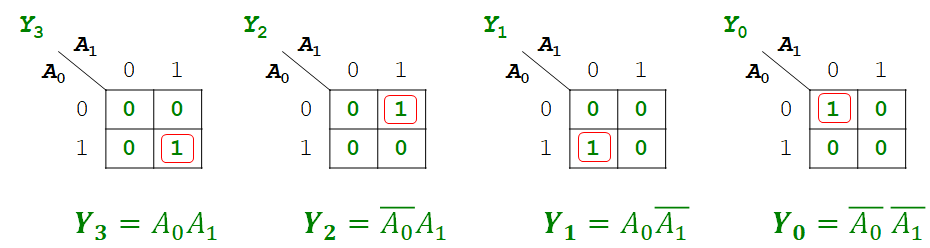 Y₃ Y₂ Y₁ Y₀
A₁ A₁ A₁ A₁
A₀ 0 1 A₀ 0 1 A₀ 0 1 A₀ 0 1
0 0 0 0 0 1 0 0 0 0 1 0
1 0 1 1 0 0 1 1 0 1 0 0
Y₃ = A₀A₁ Y₂ = A̅₀A₁ Y₁ = A₀A̅₁ Y₀ = A̅₀ A̅₁